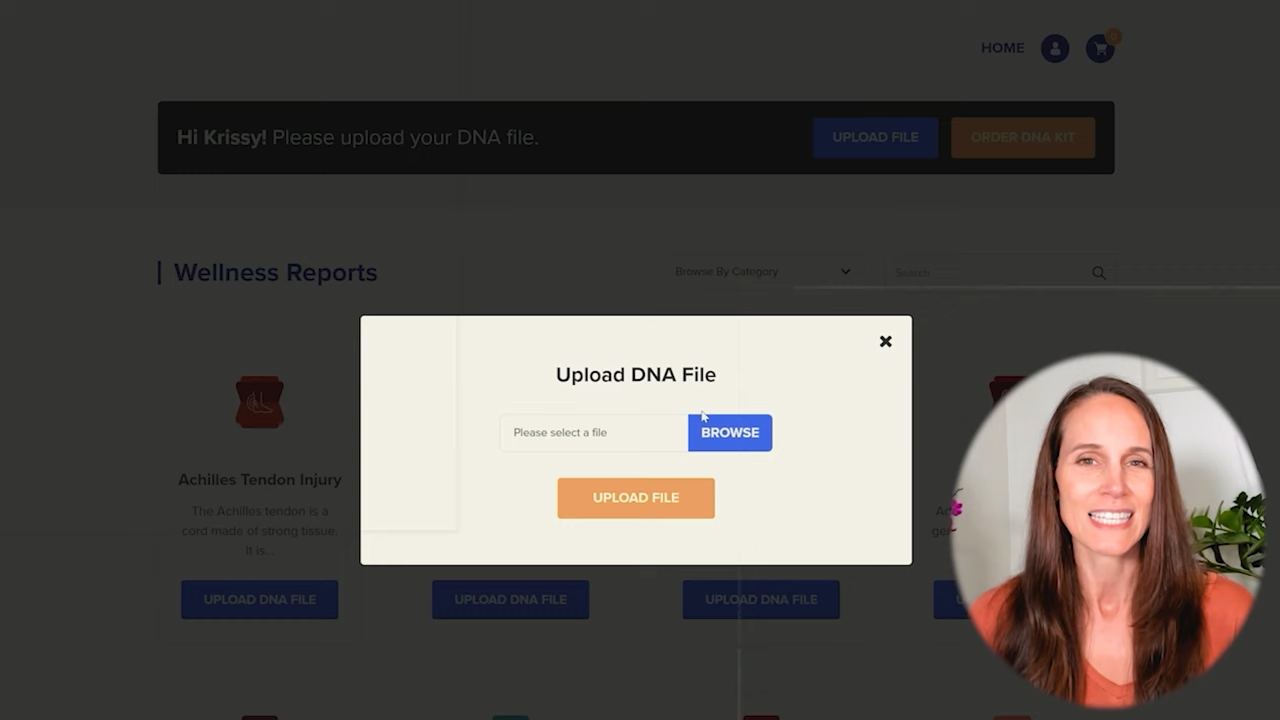 HOME
0
Hi Krissy! Please upload your DNA file.
UPLOAD FILE
ORDER DNA KIT
Wellness Reports
Browse By Category
Search
Upload DNA File
Please select a file
BROWSE
UPLOAD FILE
Achilles Tendon Injury
The Achilles tendon is a
cord made of strong tissue.
It is...
UPLOAD DNA FILE
UPLOAD DNA FILE
UPLOAD DNA FILE